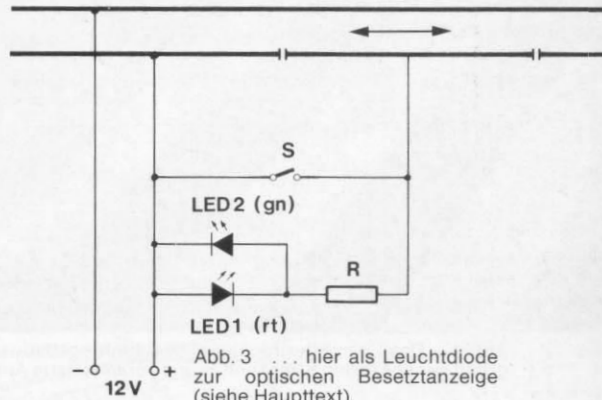 S
LED 2 (gn)
R
LED 1 (rt)
– +
12 V
Abb. 3 ... hier als Leuchtdiode
zur optischen Besetztanzeige
(siehe Haupttext).